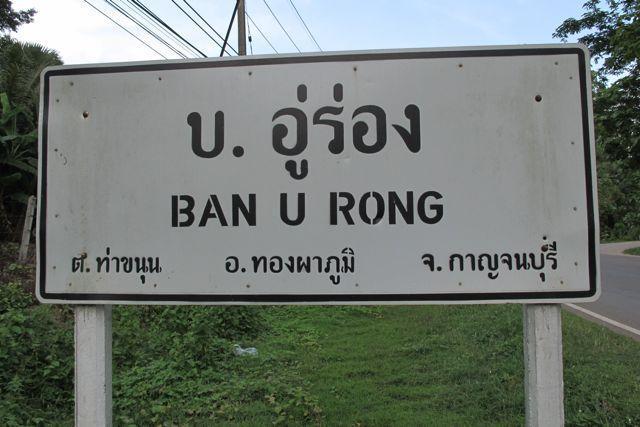 บ. อู่ร่อง
BAN U RONG
ต. ท่าขนุน อ. ทองผาภูมิ จ. กาญจนบุรี